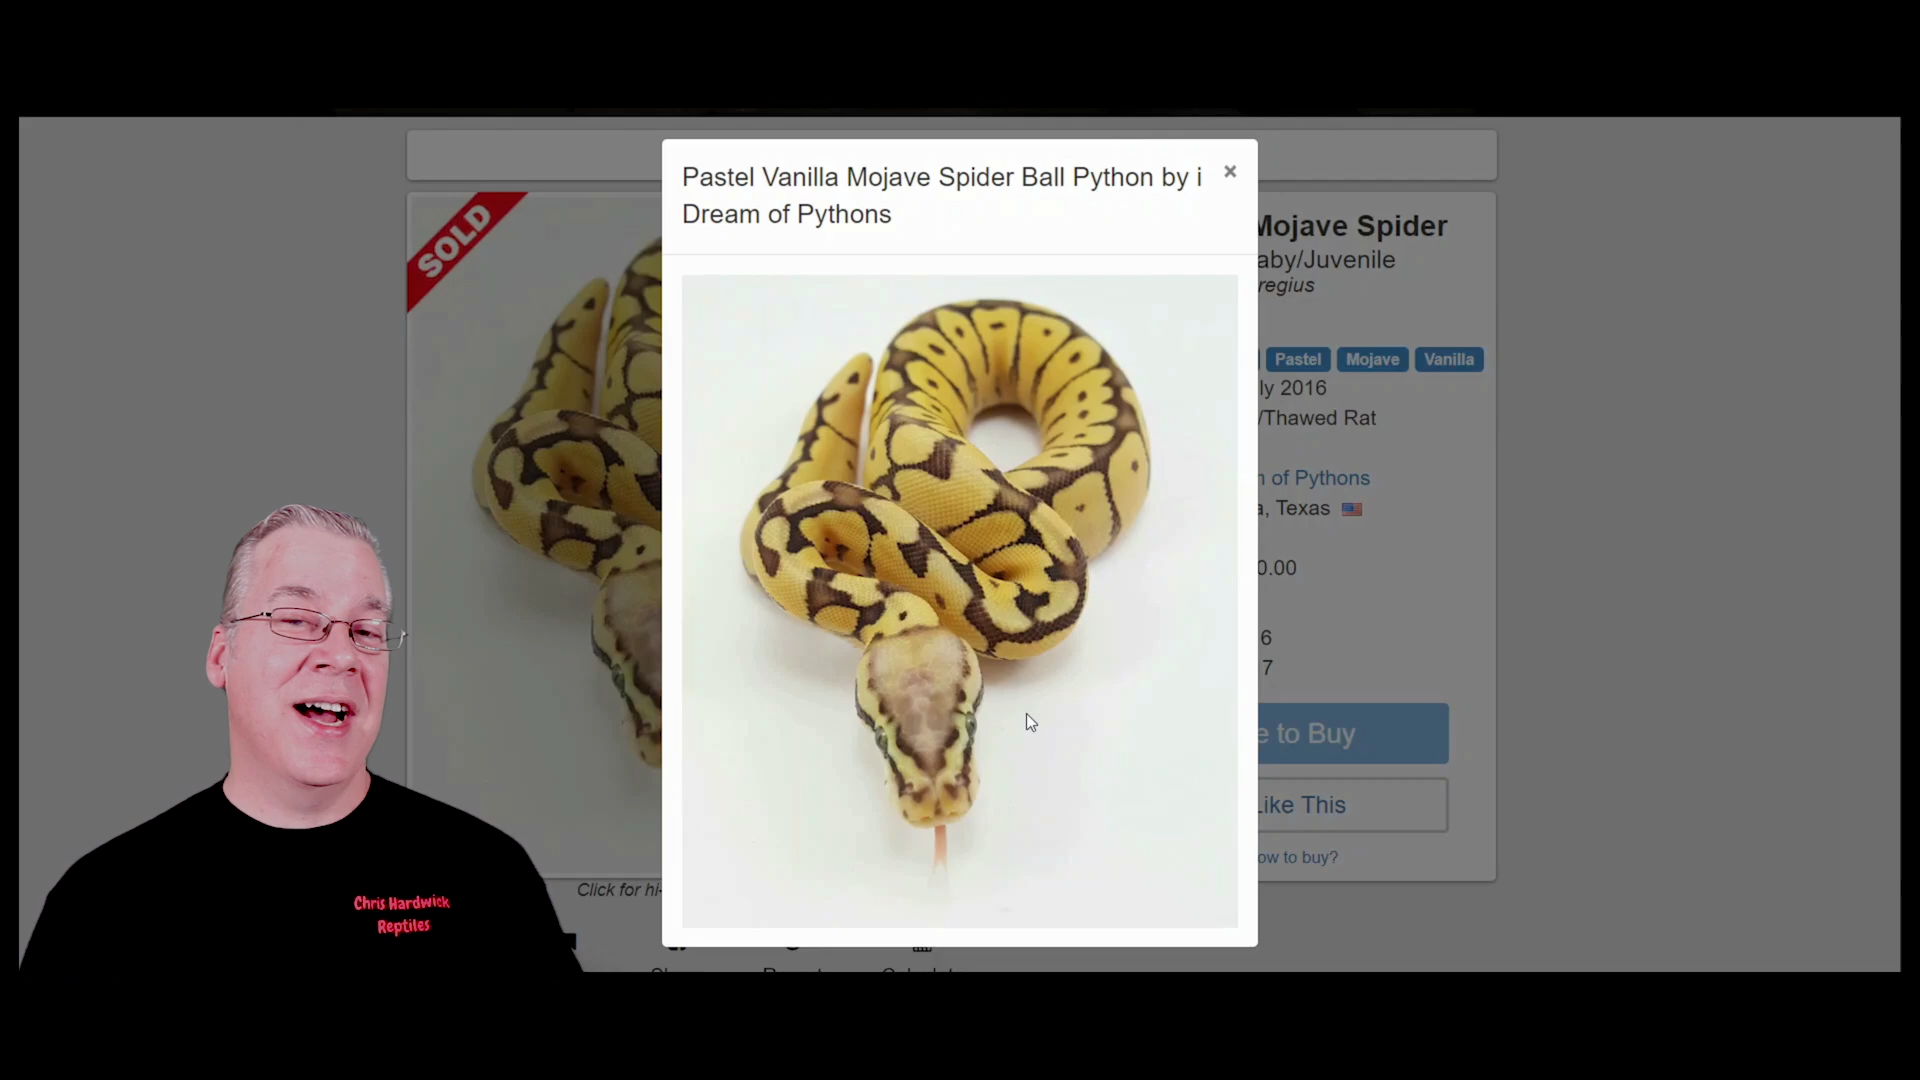 Pastel Vanilla Mojave Spider Ball Python by i
Dream of Pythons
SOLD
Mojave Spider
aby/Juvenile
regius
Pastel Mojave Vanilla
ly 2016
/Thawed Rat
of Pythons
a, Texas
0.00
6
7
e to Buy
Like This
ow to buy?
Click for hi-
Chris Hardwick
Reptiles